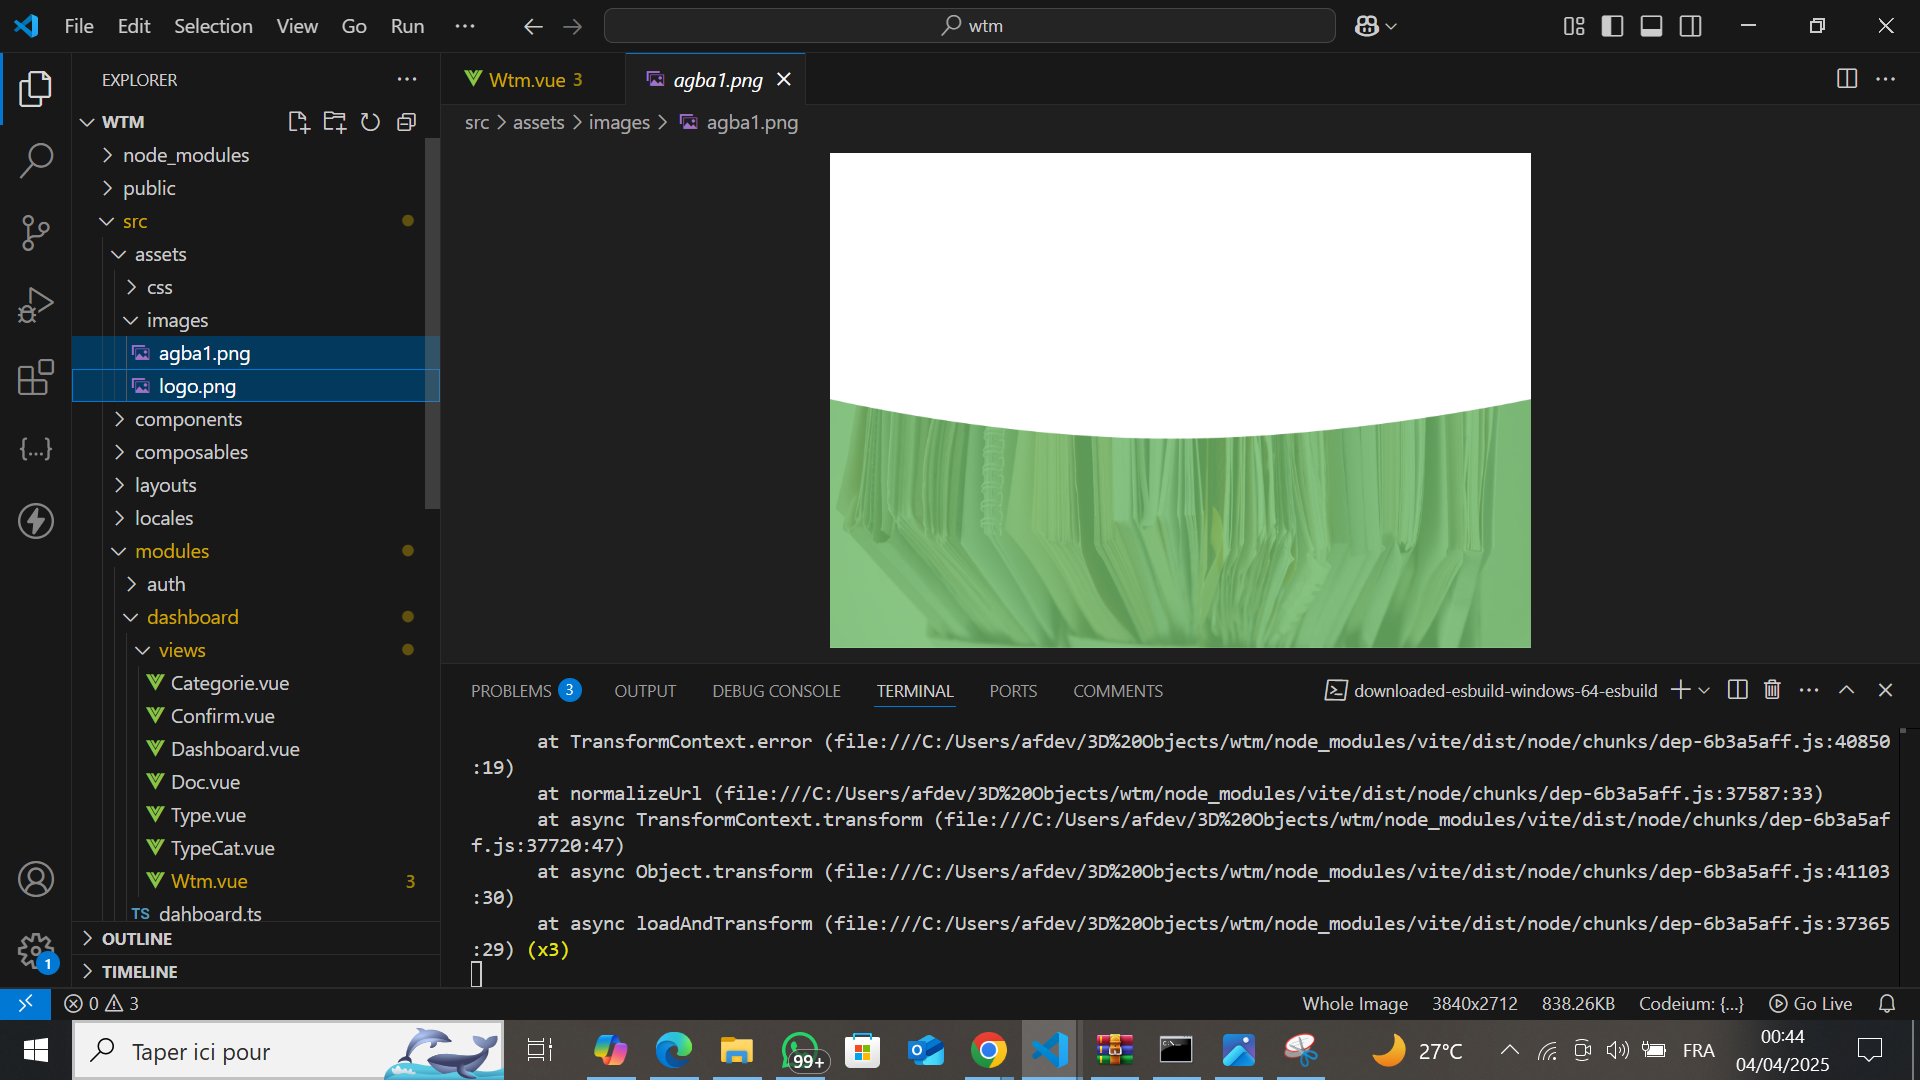 File Edit Selection View Go Run ... wtm
EXPLORER
WTM
node_modules
public
src
assets
css
images
agba1.png
logo.png
components
composables
layouts
locales
modules
auth
dashboard
views
Categorie.vue
Confirm.vue
Dashboard.vue
Doc.vue
Type.vue
TypeCat.vue
Wtm.vue 3
TS dahboard.ts
OUTLINE
TIMELINE
1
Wtm.vue 3 agba1.png
src > assets > images > agba1.png
PROBLEMS 3 OUTPUT DEBUG CONSOLE TERMINAL PORTS COMMENTS downloaded-esbuild-windows-64-esbuild
at TransformContext.error (file:///C:/Users/afdev/3D%20Objects/wtm/node_modules/vite/dist/node/chunks/dep-6b3a5aff.js:40850
:19)
at normalizeUrl (file:///C:/Users/afdev/3D%20Objects/wtm/node_modules/vite/dist/node/chunks/dep-6b3a5aff.js:37587:33)
at async TransformContext.transform (file:///C:/Users/afdev/3D%20Objects/wtm/node_modules/vite/dist/node/chunks/dep-6b3a5af
f.js:37720:47)
at async Object.transform (file:///C:/Users/afdev/3D%20Objects/wtm/node_modules/vite/dist/node/chunks/dep-6b3a5aff.js:41103
:30)
at async loadAndTransform (file:///C:/Users/afdev/3D%20Objects/wtm/node_modules/vite/dist/node/chunks/dep-6b3a5aff.js:37365
:29) (x3)
0 3 Whole Image 3840x2712 838.26KB Codeium: {...} Go Live
Taper ici pour 99+ 27°C FRA 00:44
04/04/2025